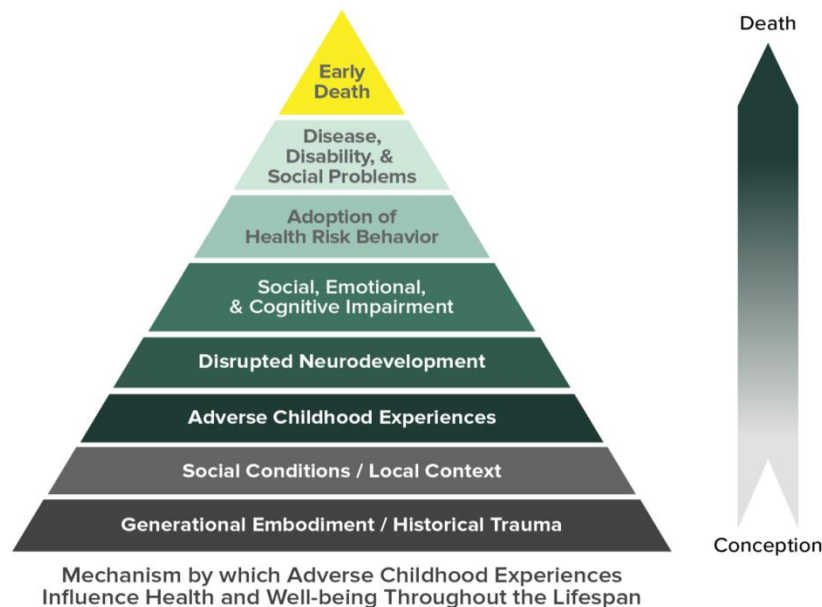 Death
Early
Death
Disease,
Disability, &
Social Problems
Adoption of
Health Risk Behavior
Social, Emotional,
& Cognitive Impairment
Disrupted Neurodevelopment
Adverse Childhood Experiences
Social Conditions / Local Context
Generational Embodiment / Historical Trauma
Conception
Mechanism by which Adverse Childhood Experiences
Influence Health and Well-being Throughout the Lifespan